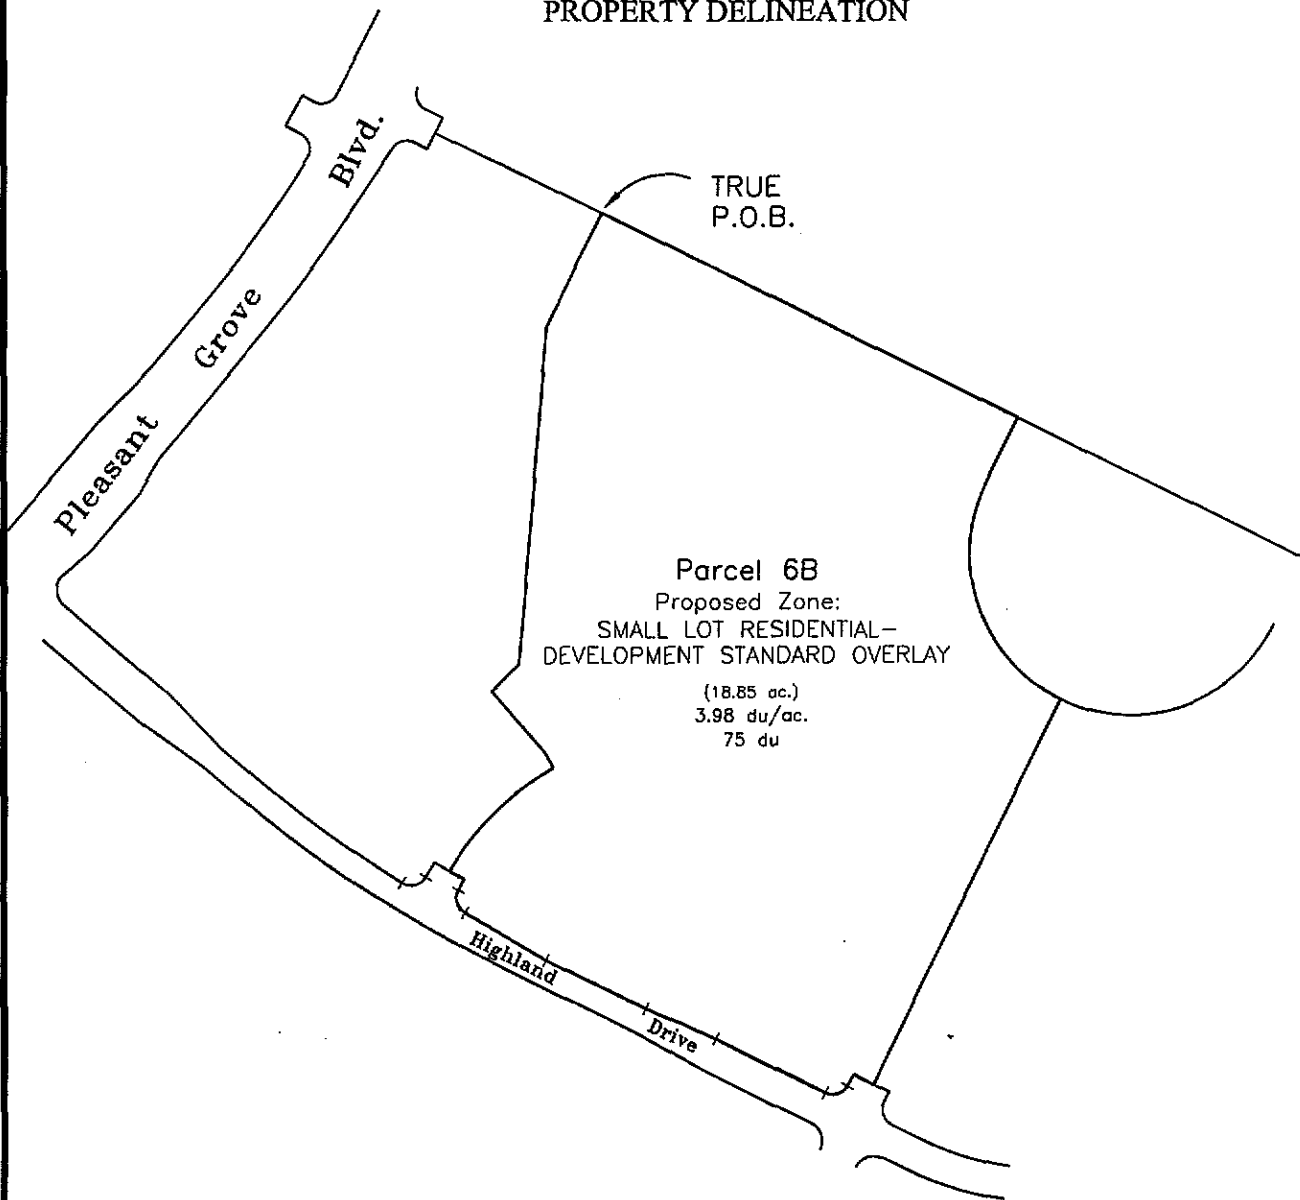 PROPERTY DELINEATION
Pleasant Grove Blvd.
TRUE
P.O.B.
Parcel 6B
Proposed Zone:
SMALL LOT RESIDENTIAL-
DEVELOPMENT STANDARD OVERLAY
(18.85 ac.)
3.98 du/ac.
75 du
Highland Drive